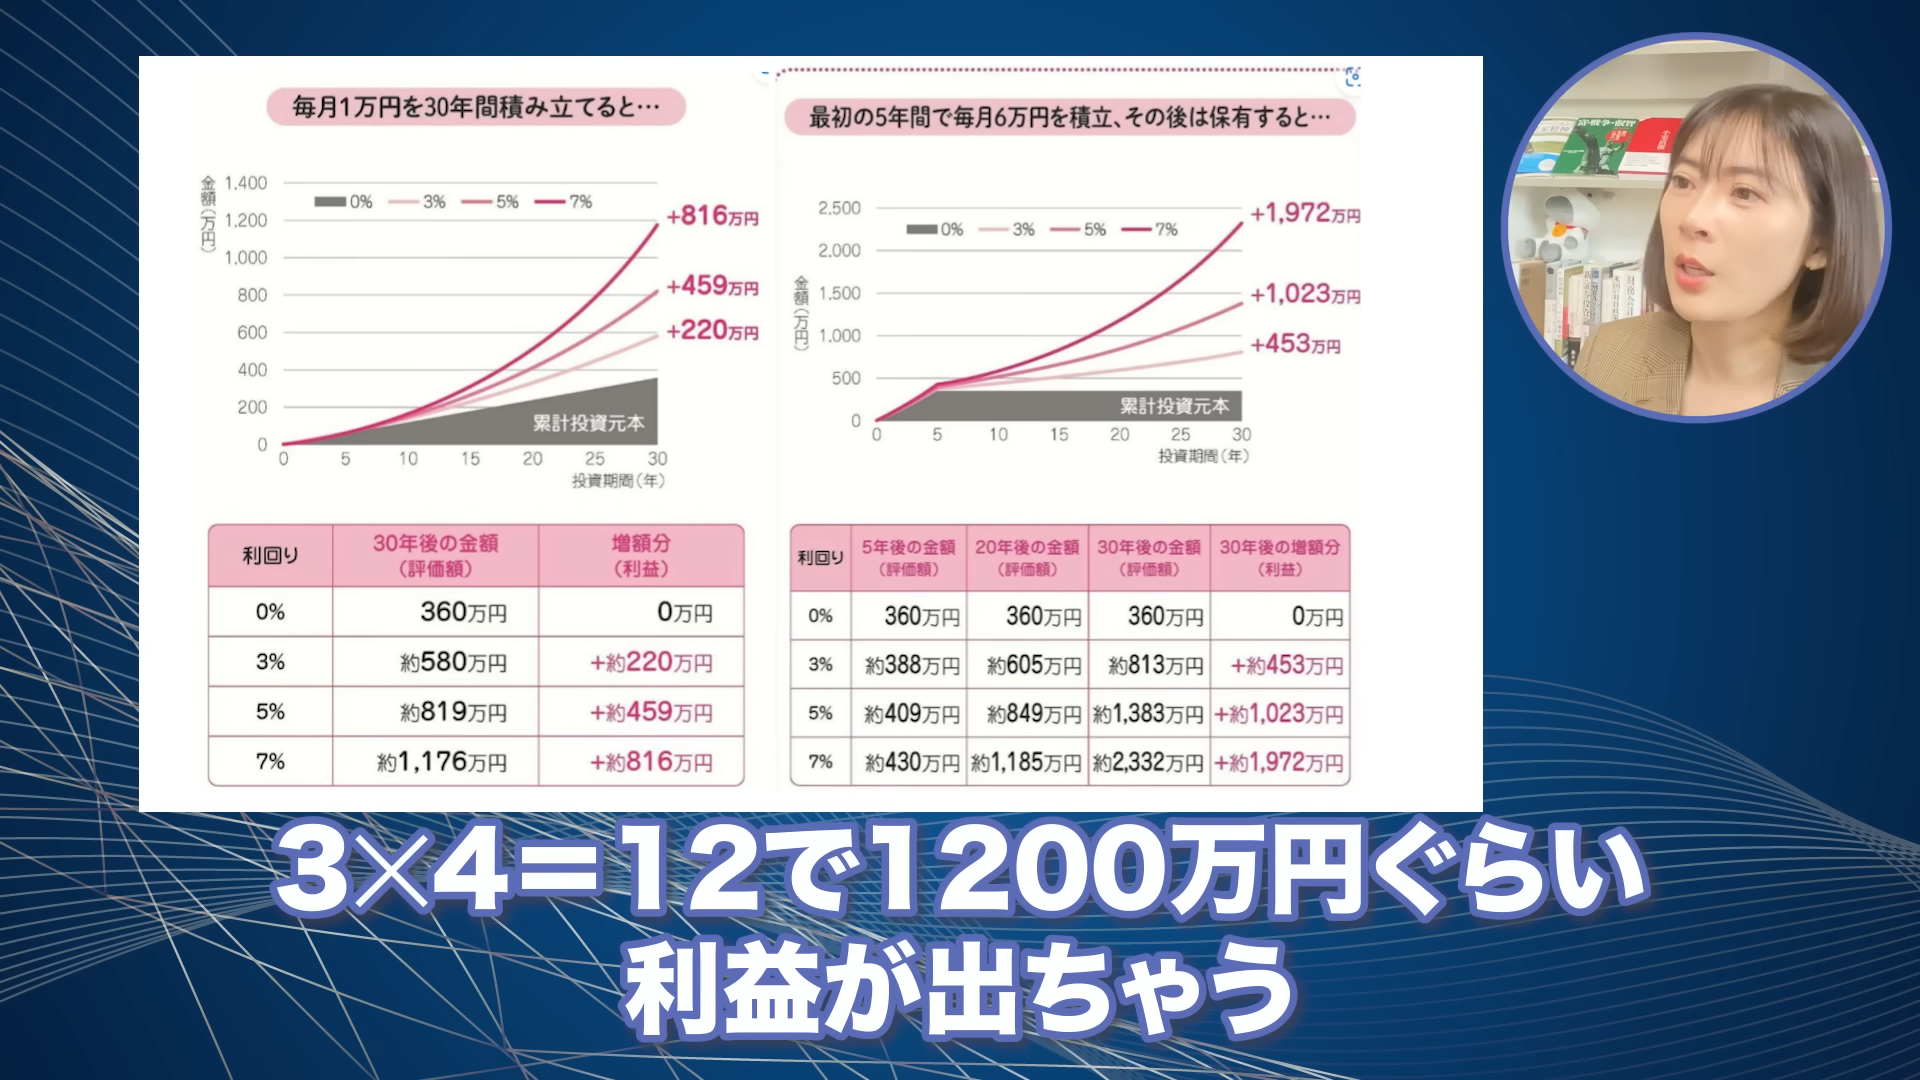 毎月1万円を30年間積み立てると…
金額(万円)
1,400
1,200
1,000
800
600
400
200
0
0% 3% 5% 7%
+816万円
+459万円
+220万円
累計投資元本
0 5 10 15 20 25 30
投資期間(年)
利回り 30年後の金額(評価額) 増額分(利益)
0% 360万円 0万円
3% 約580万円 +約220万円
5% 約819万円 +約459万円
7% 約1,176万円 +約816万円
最初の5年間で毎月6万円を積立、その後は保有すると…
金額(万円)
2,500
2,000
1,500
1,000
500
0
0% 3% 5% 7%
+1,972万円
+1,023万円
+453万円
累計投資元本
0 5 10 15 20 25 30
投資期間(年)
利回り 5年後の金額(評価額) 20年後の金額(評価額) 30年後の金額(評価額) 30年後の増額分(利益)
0% 360万円 360万円 360万円 0万円
3% 約388万円 約605万円 約813万円 +約453万円
5% 約409万円 約849万円 約1,383万円 +約1,023万円
7% 約430万円 約1,185万円 約2,332万円 +約1,972万円
3×4=12で1200万円ぐらい
利益が出ちゃう